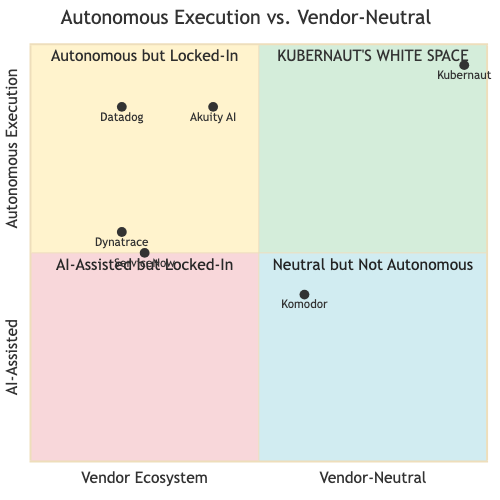 Autonomous Execution vs. Vendor-Neutral
Autonomous but Locked-In
KUBERNAUT'S WHITE SPACE
Kubernaut
Datadog
Akuity AI
Dynatrace
ServiceNow
AI-Assisted but Locked-In
Neutral but Not Autonomous
Komodor
Autonomous Execution
AI-Assisted
Vendor Ecosystem
Vendor-Neutral